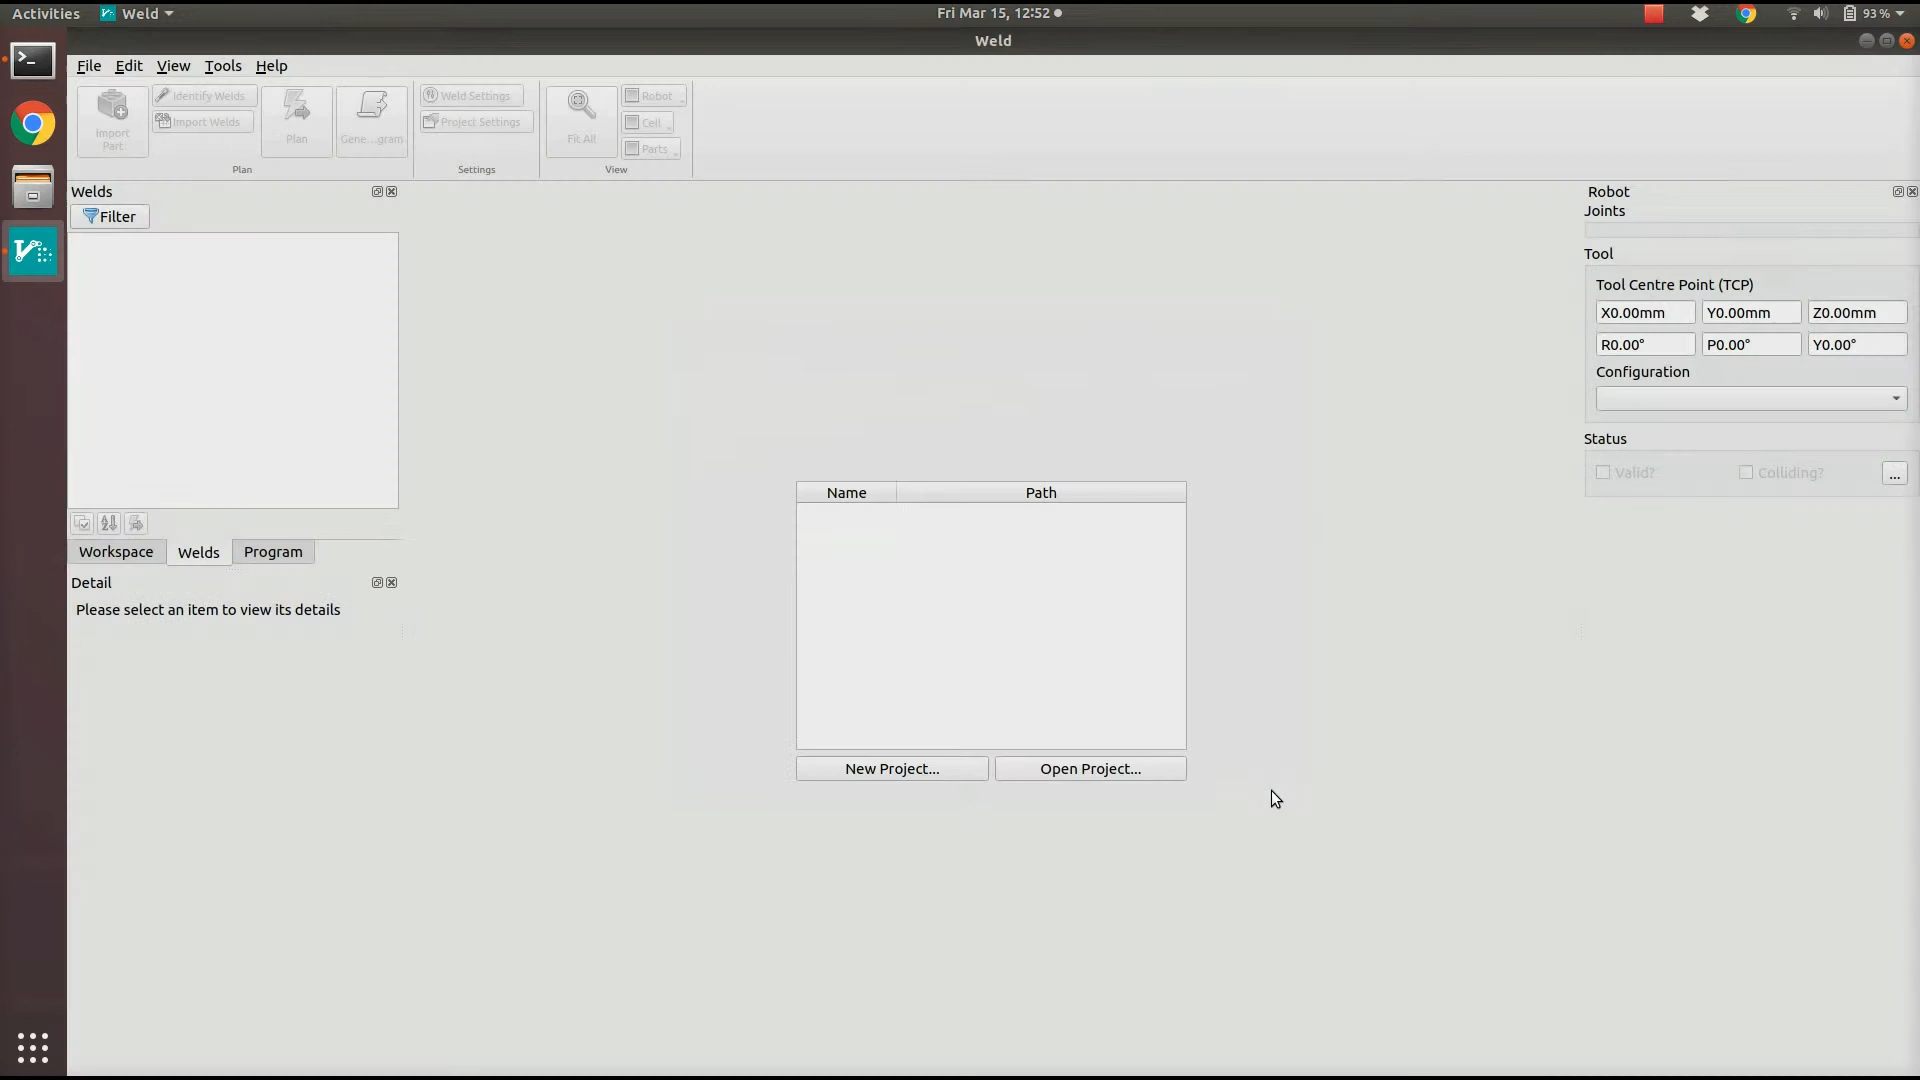 Activities Weld Fri Mar 15, 12:52 93 %
Weld
File Edit View Tools Help
Import Part
Identify Welds
Import Welds
Plan
Gene...gram
Plan
Weld Settings
Project Settings
Settings
Fit All
Robot
Cell
Parts
View
Welds
Filter
Workspace Welds Program
Detail
Please select an item to view its details
Name Path
New Project... Open Project...
Robot
Joints
Tool
Tool Centre Point (TCP)
X0.00mm Y0.00mm Z0.00mm
R0.00° P0.00° Y0.00°
Configuration
Status
Valid? Colliding? ...